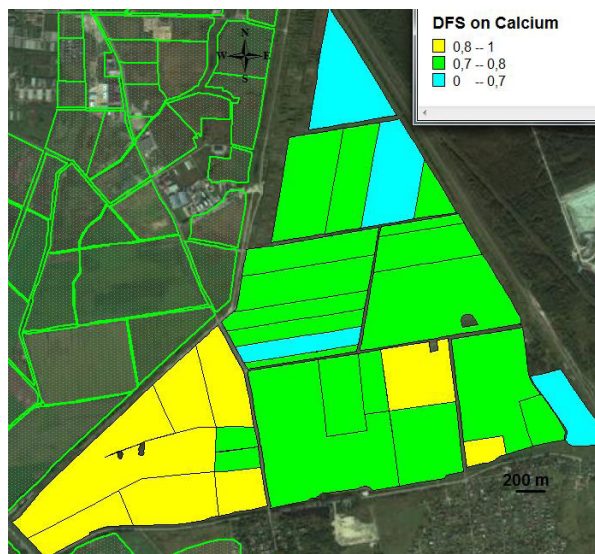 DFS on Calcium
0,8 -- 1
0,7 -- 0,8
0 -- 0,7
N
W E
S
200 m